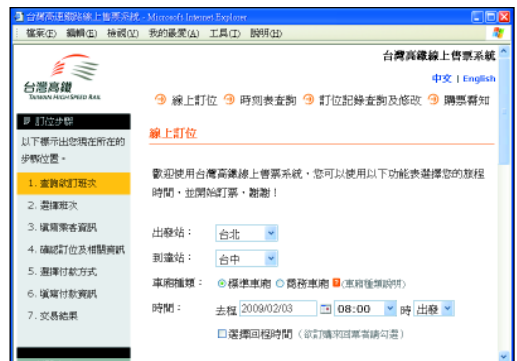 台灣高速鐵路線上售票系統 - Microsoft Internet Explorer
檔案(F) 編輯(E) 檢視(V) 我的最愛(A) 工具(T) 說明(H)
台灣高鐵線上售票系統
中文 | English
台灣高鐵
TAIWAN HIGH SPEED RAIL
線上訂位 時刻表查詢 訂位記錄查詢及修改 購票須知
訂位步驟
以下標示出您現在所在的
步驟位置。
1. 查詢欲訂班次
2. 選擇班次
3. 填寫乘客資訊
4. 確認訂位及相關資訊
5. 選擇付款方式
6. 填寫付款資訊
7. 交易結果
線上訂位
歡迎使用台灣高鐵線上售票系統，您可以使用以下功能表選擇您的旅程
時間，並開始訂票，謝謝！
出發站： 台北
到達站： 台中
車廂種類： 標準車廂 商務車廂 (車廂種類說明)
時間： 去程 2009/02/03 08:00 時 出發
選擇回程時間（欲訂購來回票者請勾選）